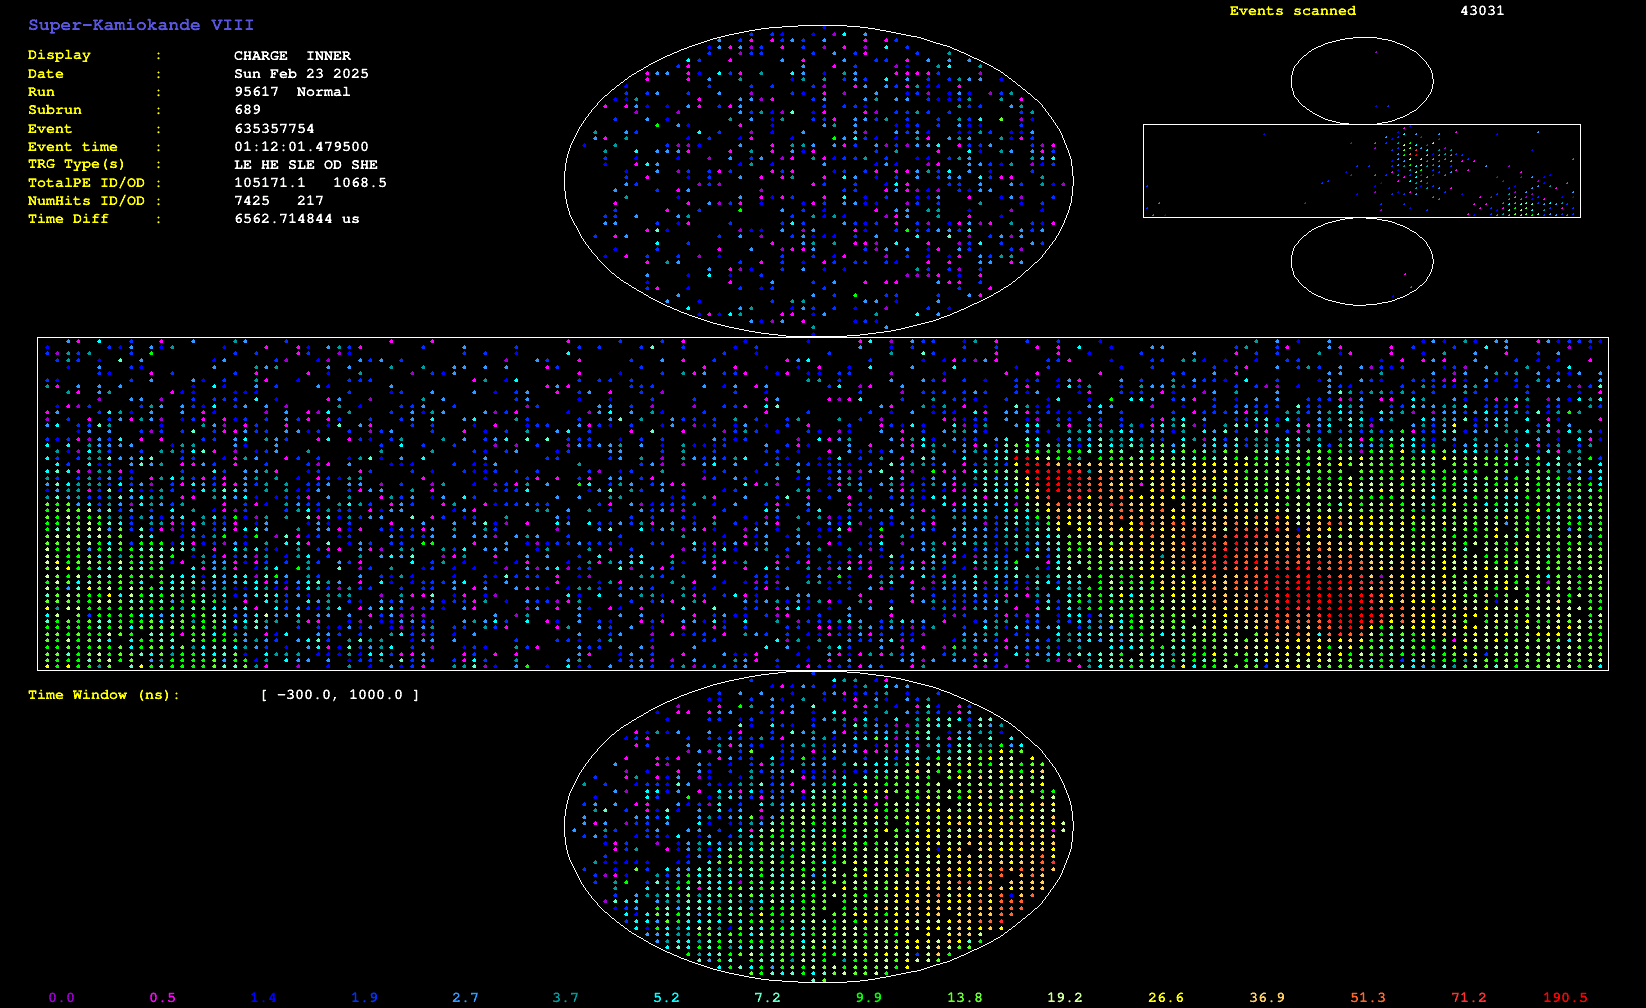 Super-Kamiokande VIII
Display : CHARGE INNER
Date : Sun Feb 23 2025
Run : 95617 Normal
Subrun : 689
Event : 635357754
Event time : 01:12:01.479500
TRG Type(s) : LE HE SLE OD SHE
TotalPE ID/OD : 105171.1 1068.5
NumHits ID/OD : 7425 217
Time Diff : 6562.714844 us
Events scanned 43031
Time Window (ns): [ -300.0, 1000.0 ]
0.0 0.5 1.4 1.9 2.7 3.7 5.2 7.2 9.9 13.8 19.2 26.6 36.9 51.3 71.2 190.5